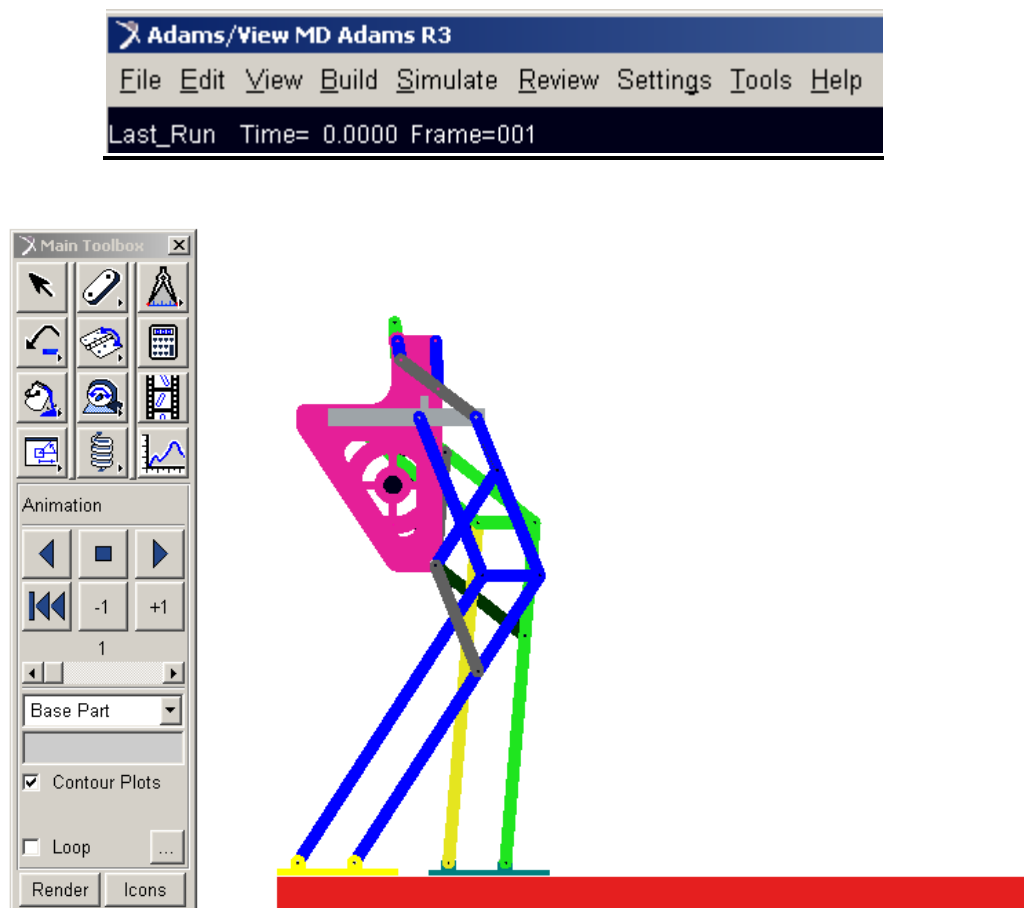 Adams/View MD Adams R3
File Edit View Build Simulate Review Settings Tools Help
Last_Run Time= 0.0000 Frame=001
Main Toolbox
Animation
-1 +1
1
Base Part
Contour Plots
Loop ...
Render Icons